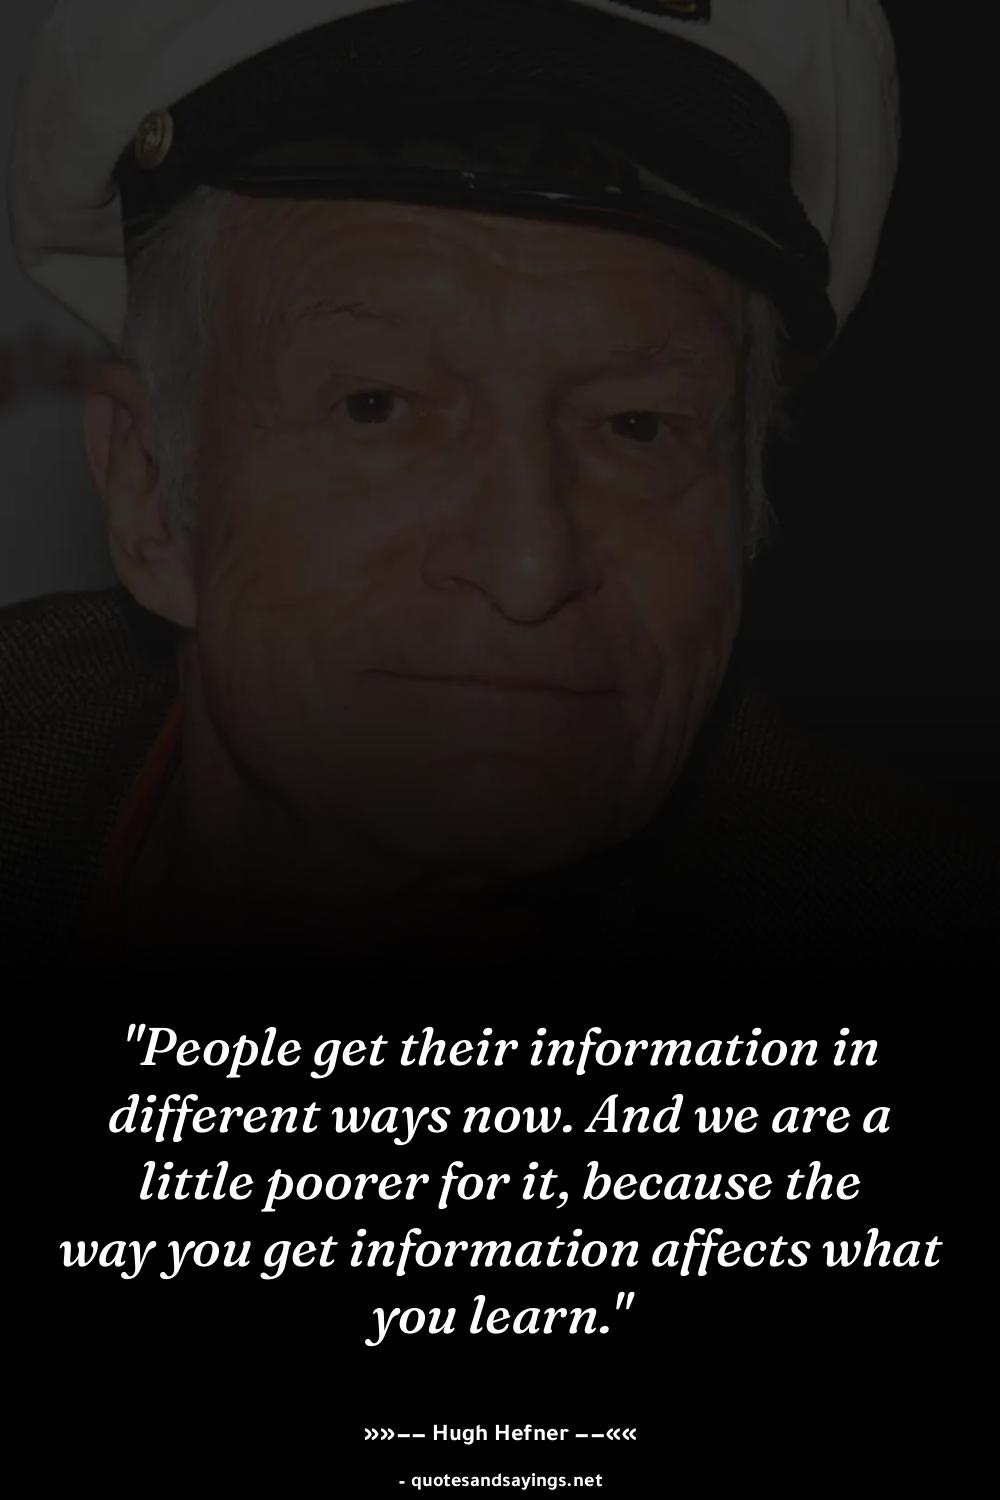 "People get their information in
different ways now. And we are a
little poorer for it, because the
way you get information affects what
you learn."
»»−− Hugh Hefner −−««
- quotesandsayings.net